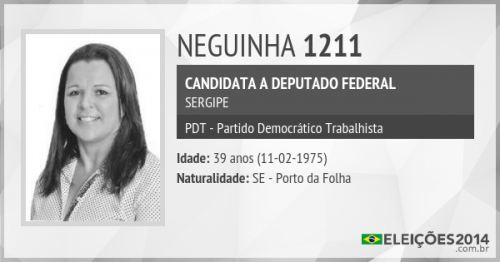 NEGUINHA 1211
CANDIDATA A DEPUTADO FEDERAL
SERGIPE
PDT - Partido Democrático Trabalhista
Idade: 39 anos (11-02-1975)
Naturalidade: SE - Porto da Folha
ELEIÇÕES2014
.com.br